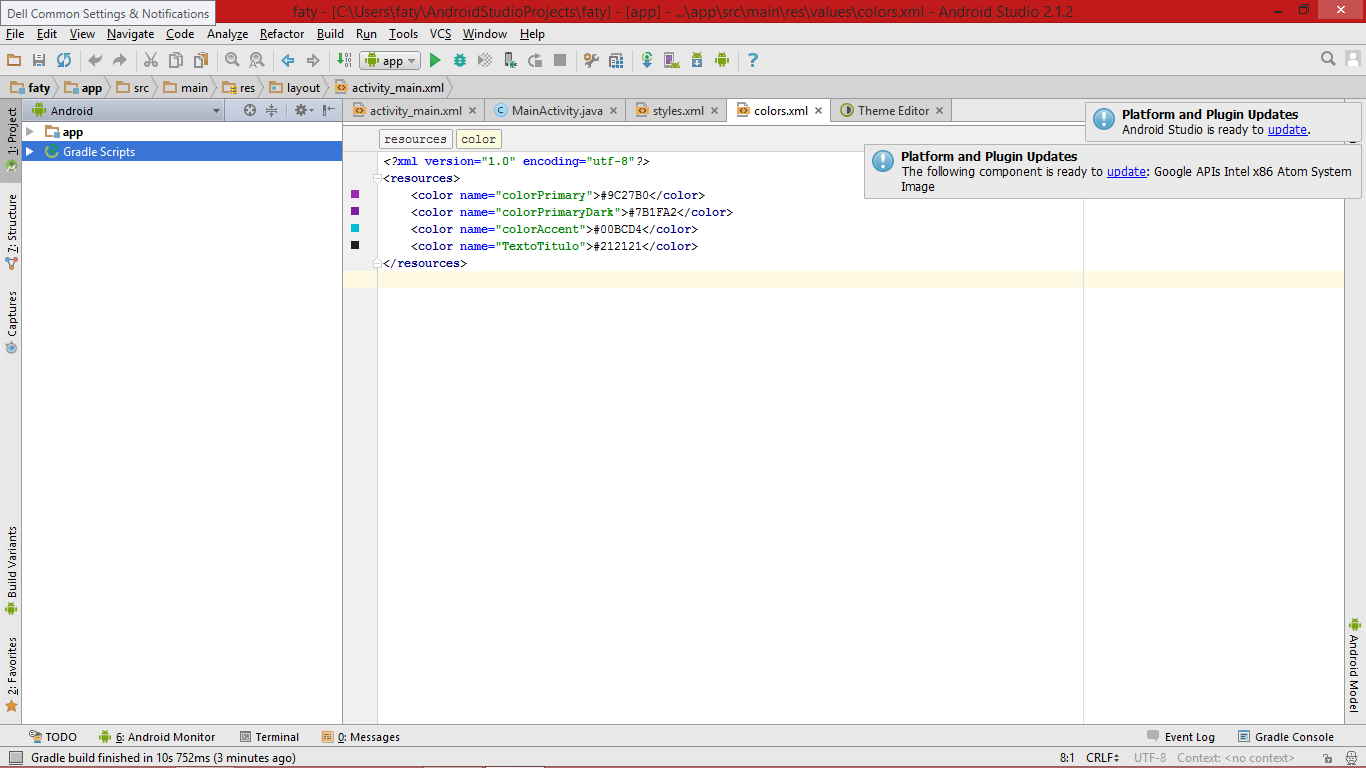 Dell Common Settings & Notifications
faty - [C:\Users\faty\AndroidStudioProjects\faty] - [app] - ...\app\src\main\res\values\colors.xml - Android Studio 2.1.2
File Edit View Navigate Code Analyze Refactor Build Run Tools VCS Window Help
app
faty app src main res layout activity_main.xml
Android
activity_main.xml MainActivity.java styles.xml colors.xml Theme Editor
Platform and Plugin Updates
Android Studio is ready to update.
Platform and Plugin Updates
The following component is ready to update: Google APIs Intel x86 Atom System
Image
app
Gradle Scripts
resources color
<?xml version="1.0" encoding="utf-8"?>
<resources>
<color name="colorPrimary">#9C27B0</color>
<color name="colorPrimaryDark">#7B1FA2</color>
<color name="colorAccent">#00BCD4</color>
<color name="TextoTitulo">#212121</color>
</resources>
1: Project
7: Structure
Captures
Build Variants
2: Favorites
Android Model
TODO 6: Android Monitor Terminal 0: Messages Event Log Gradle Console
Gradle build finished in 10s 752ms (3 minutes ago) 8:1 CRLF UTF-8 Context: <no context>